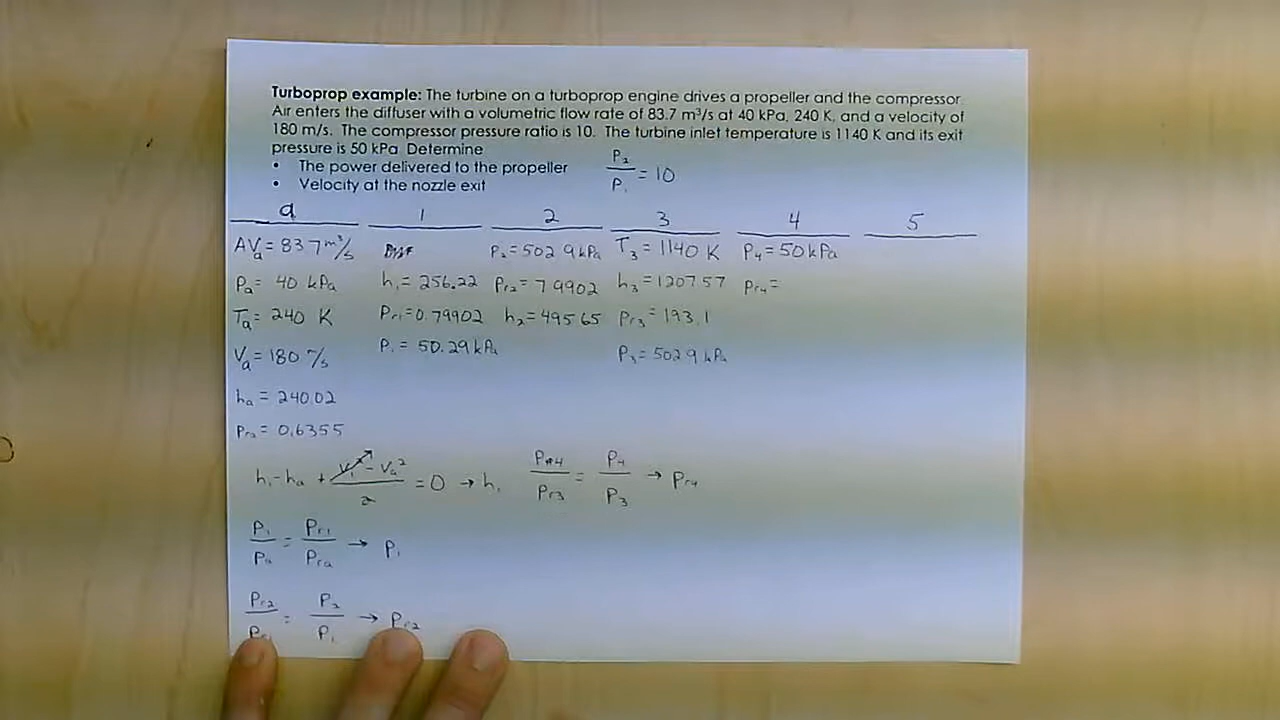 Turboprop example: The turbine on a turboprop engine drives a propeller and the compressor.
Air enters the diffuser with a volumetric flow rate of 83.7 m³/s at 40 kPa, 240 K, and a velocity of
180 m/s. The compressor pressure ratio is 10. The turbine inlet temperature is 1140 K and its exit
pressure is 50 kPa. Determine
• The power delivered to the propeller
• Velocity at the nozzle exit
P₂/P₁ = 10
a 1 2 3 4 5
AVₐ = 83.7 m³/s P₂ = 502.9 kPa T₃ = 1140 K P₄ = 50 kPa
Pₐ = 40 kPa h₁ = 256.22 Pr₂ = 7.9902 h₃ = 1207.57 Pr₄ =
Tₐ = 240 K Pr₁ = 0.79902 h₂ = 495.65 Pr₃ = 193.1
Vₐ = 180 m/s P₁ = 50.29 kPa P₃ = 502.9 kPa
hₐ = 240.02
Prₐ = 0.6355
h₁ - hₐ + (V₁² - Vₐ²)/2 = 0 → h₁ Pr₄/Pr₃ = P₄/P₃ → Pr₄
P₁/Pₐ = Pr₁/Prₐ → P₁
Pr₂/Pr₁ = P₂/P₁ → Pr₂